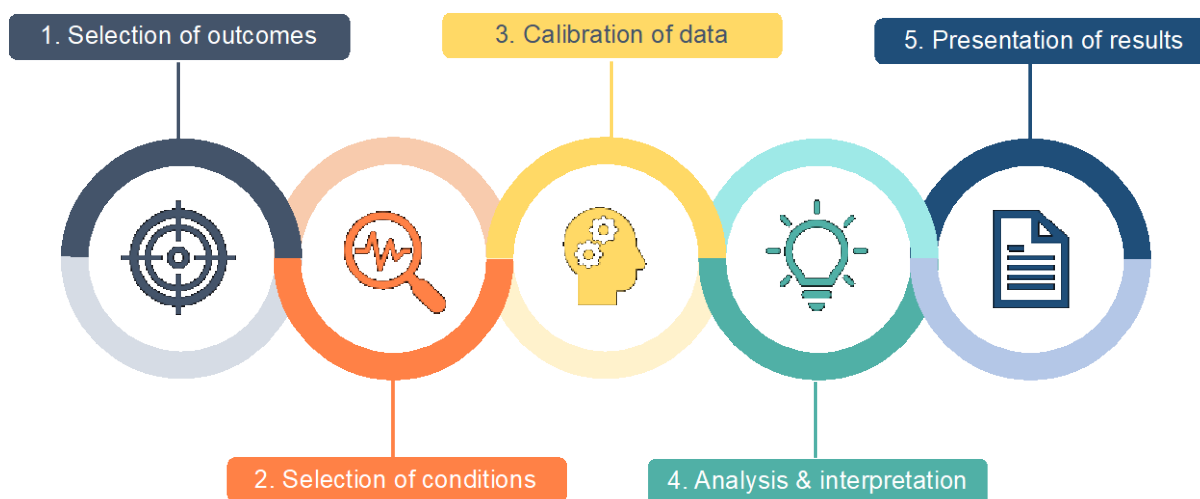 1. Selection of outcomes
2. Selection of conditions
3. Calibration of data
4. Analysis & interpretation
5. Presentation of results